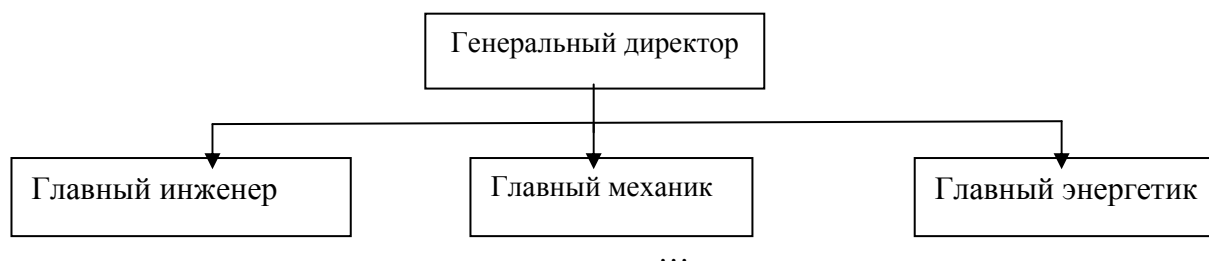 Генеральный директор
Главный инженер
Главный механик
Главный энергетик
...